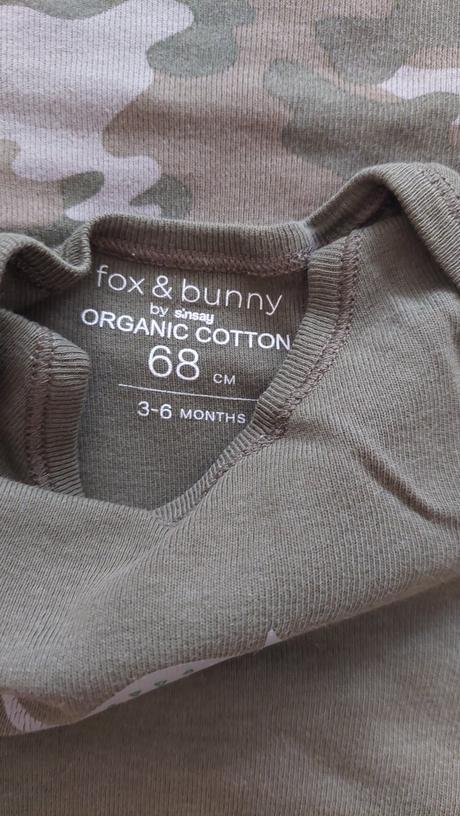 fox & bunny
by sinsay
ORGANIC COTTON
68 CM
3-6 MONTHS